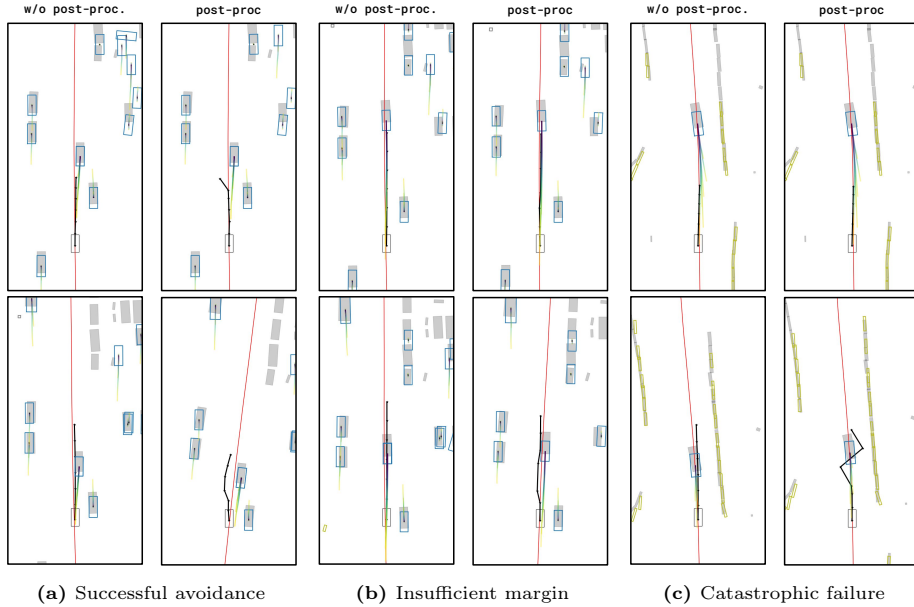 w/o post-proc. post-proc w/o post-proc. post-proc w/o post-proc. post-proc
(a) Successful avoidance (b) Insufficient margin (c) Catastrophic failure